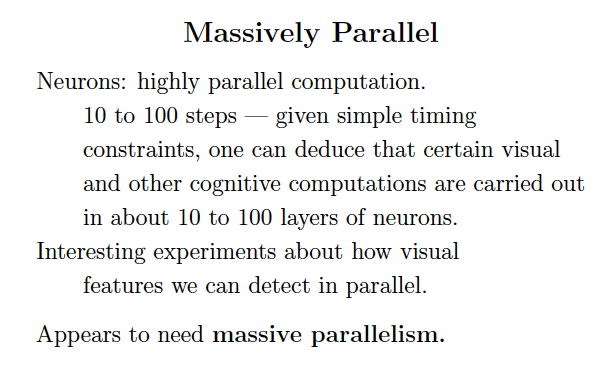 Massively Parallel
Neurons: highly parallel computation.
10 to 100 steps — given simple timing
constraints, one can deduce that certain visual
and other cognitive computations are carried out
in about 10 to 100 layers of neurons.
Interesting experiments about how visual
features we can detect in parallel.
Appears to need massive parallelism.